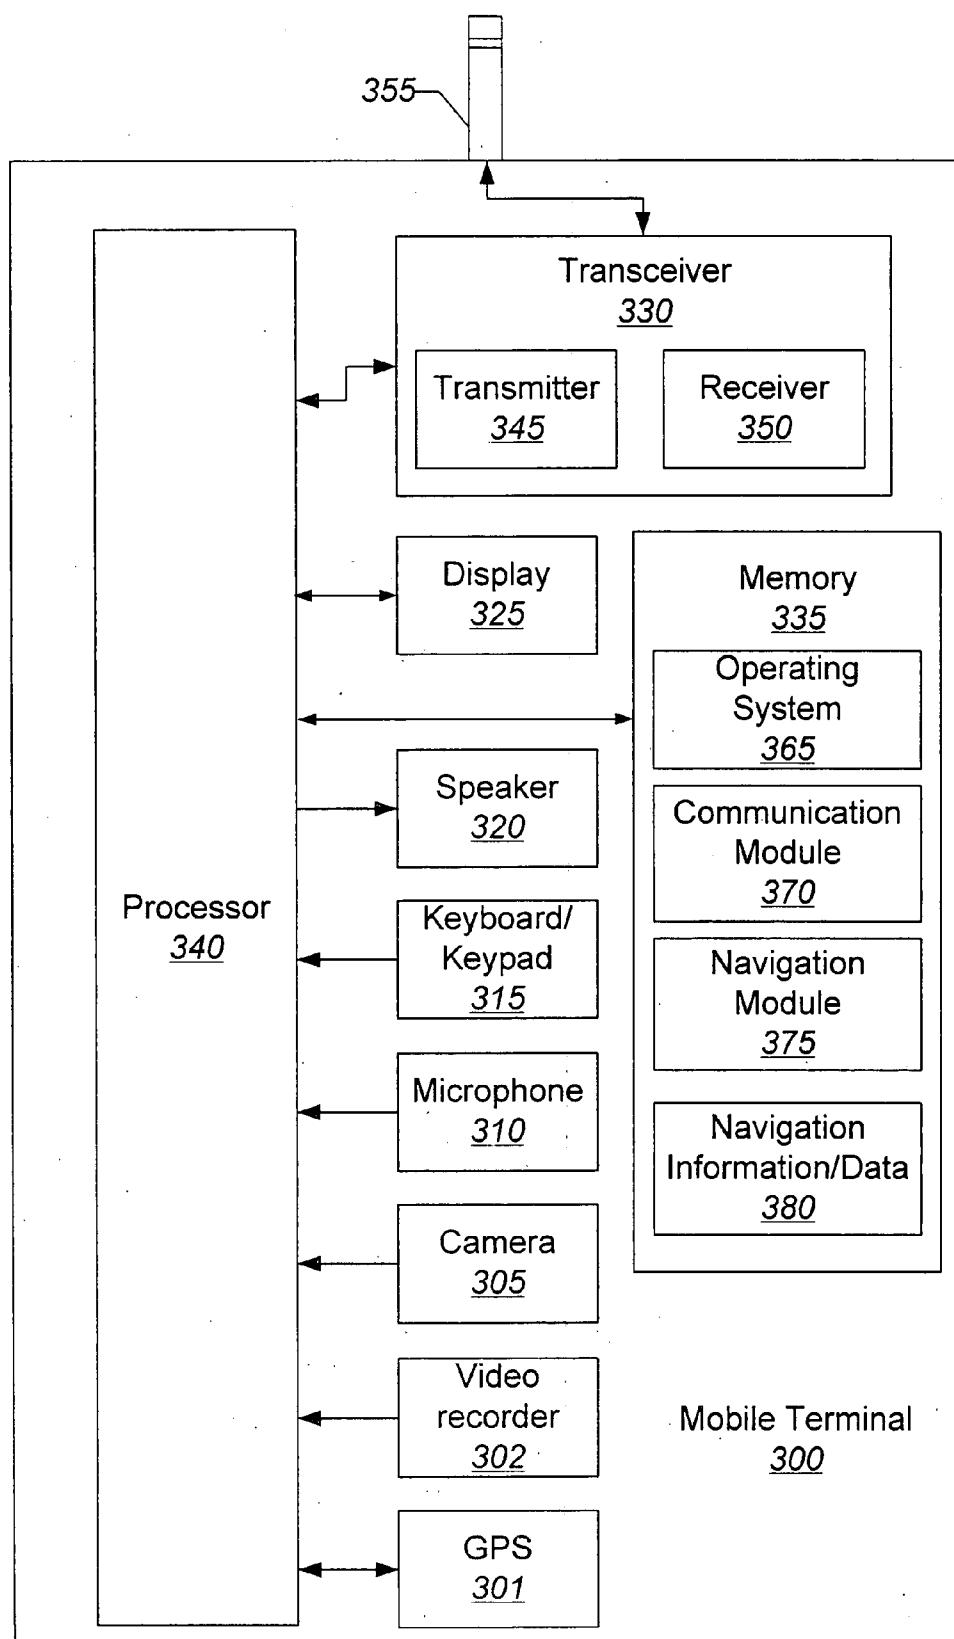 355
Transceiver
330
Transmitter
345
Receiver
350
Display
325
Memory
335
Operating
System
365
Speaker
320
Communication
Module
370
Processor
340
Keyboard/
Keypad
315
Navigation
Module
375
Microphone
310
Navigation
Information/Data
380
Camera
305
Video
recorder
302
Mobile Terminal
300
GPS
301